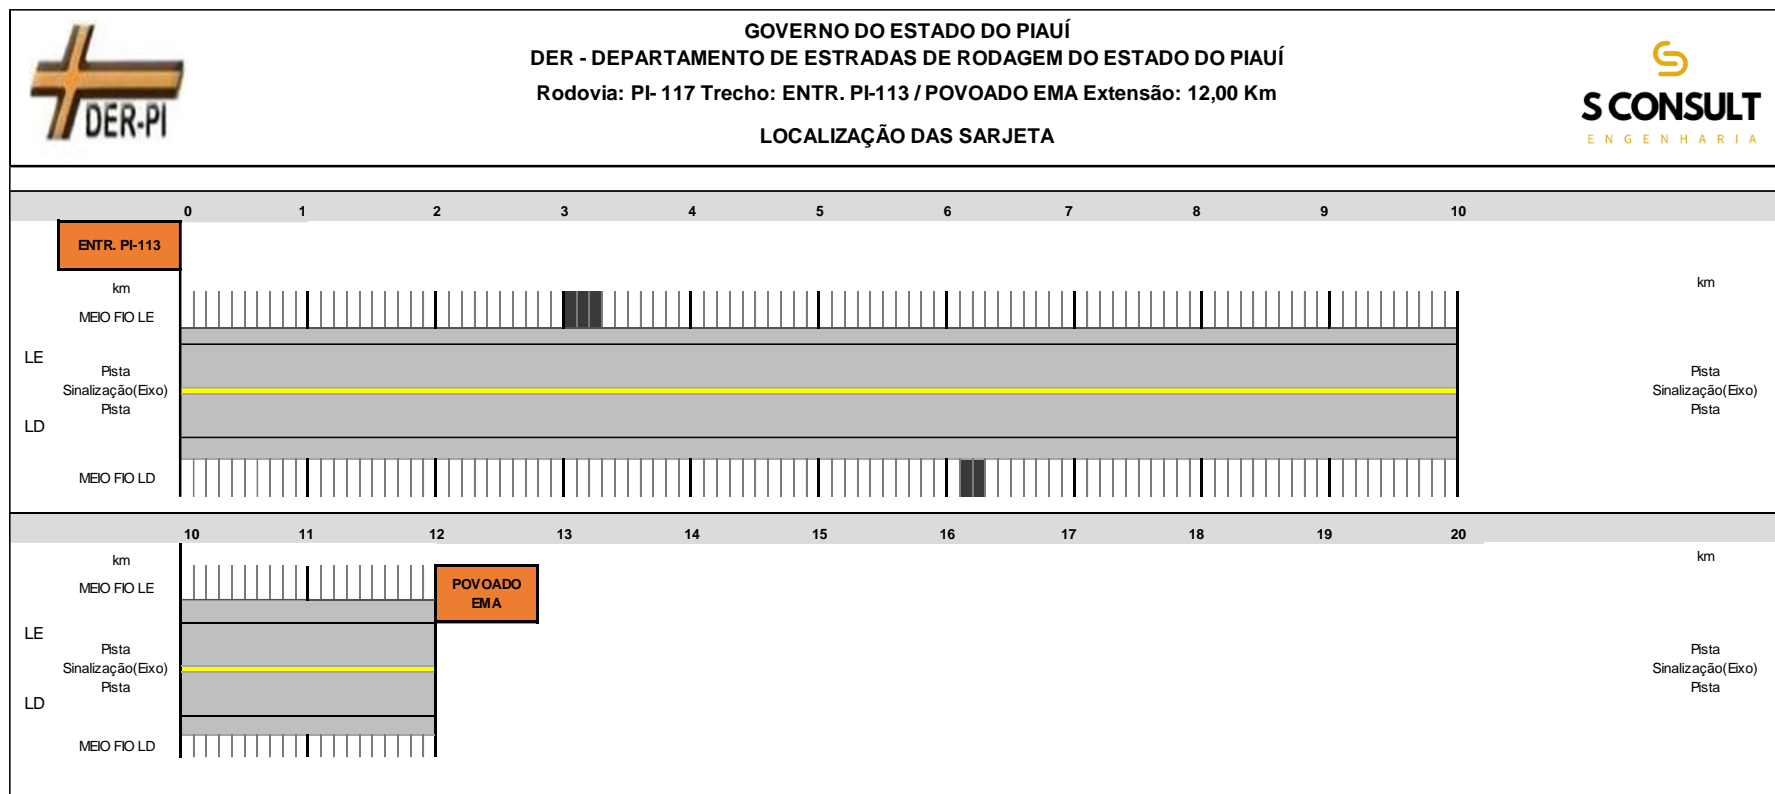 DER-PI
GOVERNO DO ESTADO DO PIAUÍ
DER - DEPARTAMENTO DE ESTRADAS DE RODAGEM DO ESTADO DO PIAUÍ
Rodovia: PI- 117 Trecho: ENTR. PI-113 / POVOADO EMA Extensão: 12,00 Km
LOCALIZAÇÃO DAS SARJETA
S CONSULT
ENGENHARIA
0 1 2 3 4 5 6 7 8 9 10
ENTR. PI-113
km km
MEIO FIO LE
LE
Pista Pista
Sinalização(Eixo) Sinalização(Eixo)
Pista Pista
LD
MEIO FIO LD
10 11 12 13 14 15 16 17 18 19 20
km km
MEIO FIO LE
POVOADO
EMA
LE
Pista Pista
Sinalização(Eixo) Sinalização(Eixo)
Pista Pista
LD
MEIO FIO LD